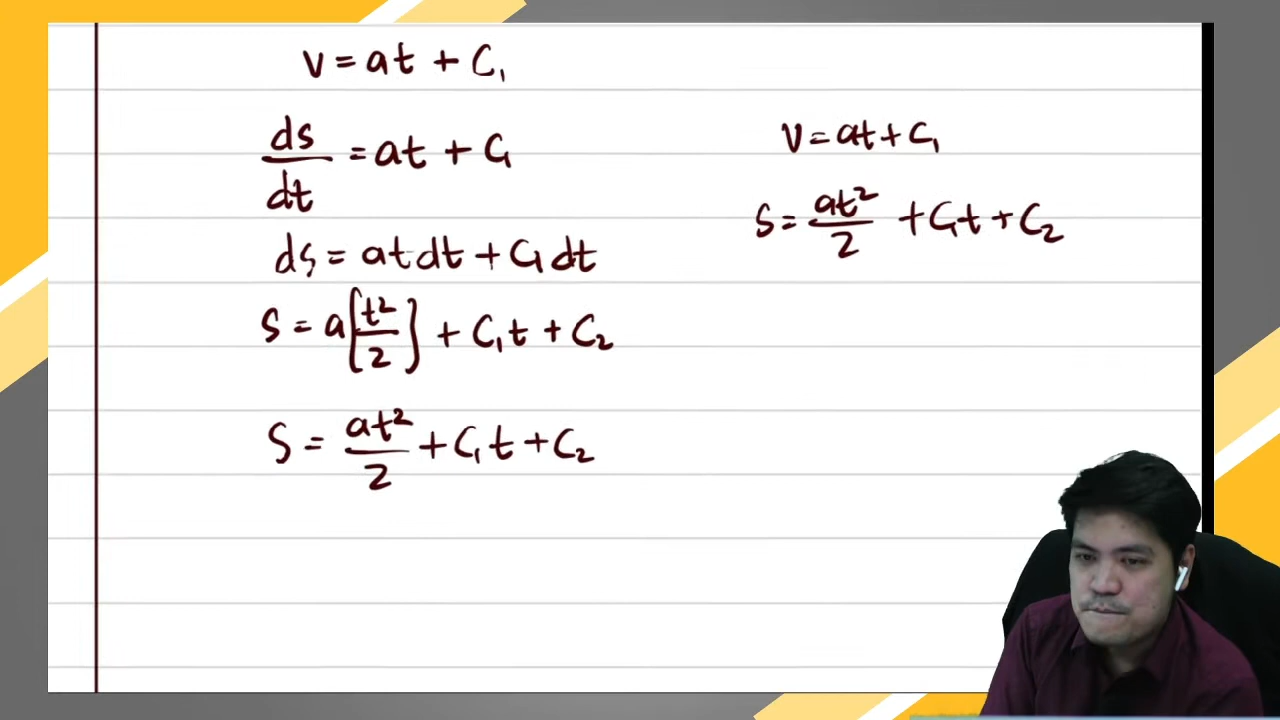 v = at + C₁
ds/dt = at + C₁
ds = at dt + C₁ dt
s = a[t²/2] + C₁t + C₂
s = at²/2 + C₁t + C₂
v = at + C₁
s = at²/2 + C₁t + C₂